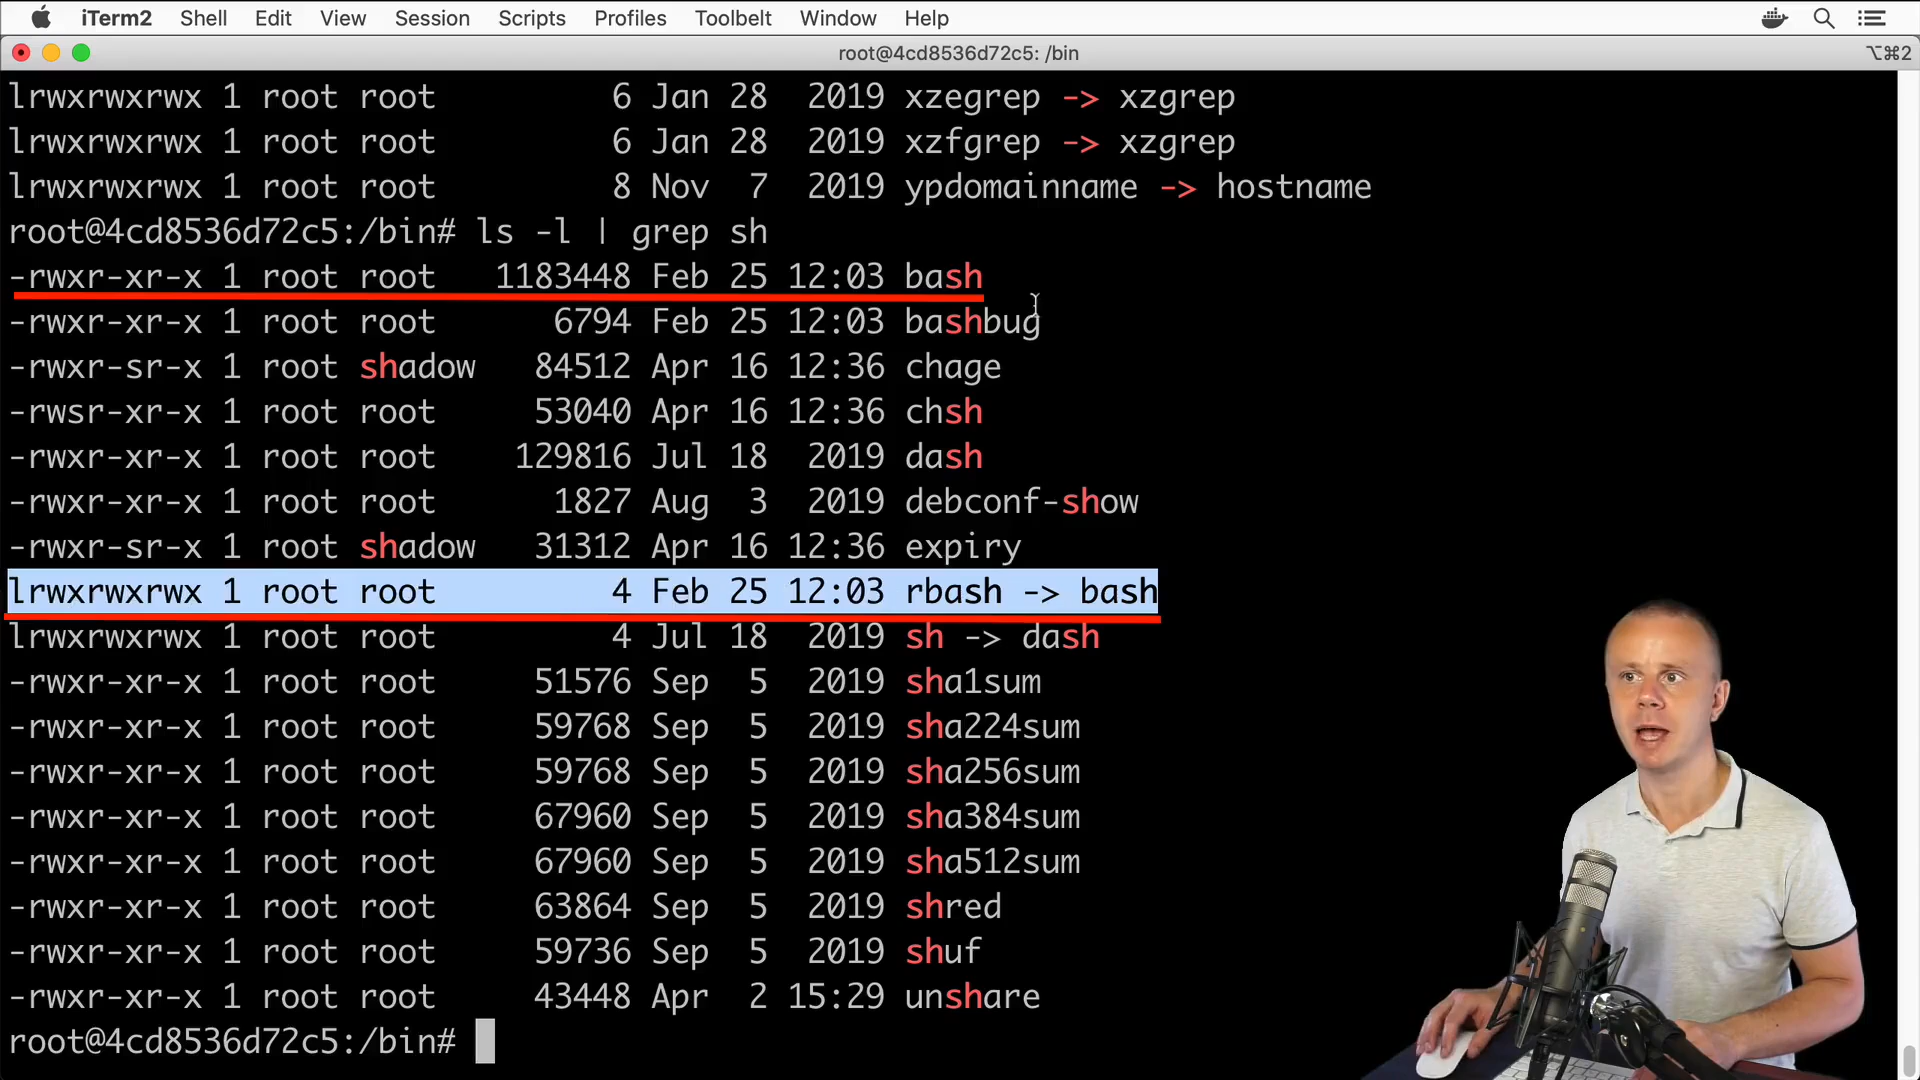 iTerm2 Shell Edit View Session Scripts Profiles Toolbelt Window Help
root@4cd8536d72c5: /bin ⌥⌘2
lrwxrwxrwx 1 root root 6 Jan 28 2019 xzegrep -> xzgrep
lrwxrwxrwx 1 root root 6 Jan 28 2019 xzfgrep -> xzgrep
lrwxrwxrwx 1 root root 8 Nov 7 2019 ypdomainname -> hostname
root@4cd8536d72c5:/bin# ls -l | grep sh
-rwxr-xr-x 1 root root 1183448 Feb 25 12:03 bash
-rwxr-xr-x 1 root root 6794 Feb 25 12:03 bashbug
-rwxr-sr-x 1 root shadow 84512 Apr 16 12:36 chage
-rwsr-xr-x 1 root root 53040 Apr 16 12:36 chsh
-rwxr-xr-x 1 root root 129816 Jul 18 2019 dash
-rwxr-xr-x 1 root root 1827 Aug 3 2019 debconf-show
-rwxr-sr-x 1 root shadow 31312 Apr 16 12:36 expiry
lrwxrwxrwx 1 root root 4 Feb 25 12:03 rbash -> bash
lrwxrwxrwx 1 root root 4 Jul 18 2019 sh -> dash
-rwxr-xr-x 1 root root 51576 Sep 5 2019 sha1sum
-rwxr-xr-x 1 root root 59768 Sep 5 2019 sha224sum
-rwxr-xr-x 1 root root 59768 Sep 5 2019 sha256sum
-rwxr-xr-x 1 root root 67960 Sep 5 2019 sha384sum
-rwxr-xr-x 1 root root 67960 Sep 5 2019 sha512sum
-rwxr-xr-x 1 root root 63864 Sep 5 2019 shred
-rwxr-xr-x 1 root root 59736 Sep 5 2019 shuf
-rwxr-xr-x 1 root root 43448 Apr 2 15:29 unshare
root@4cd8536d72c5:/bin#